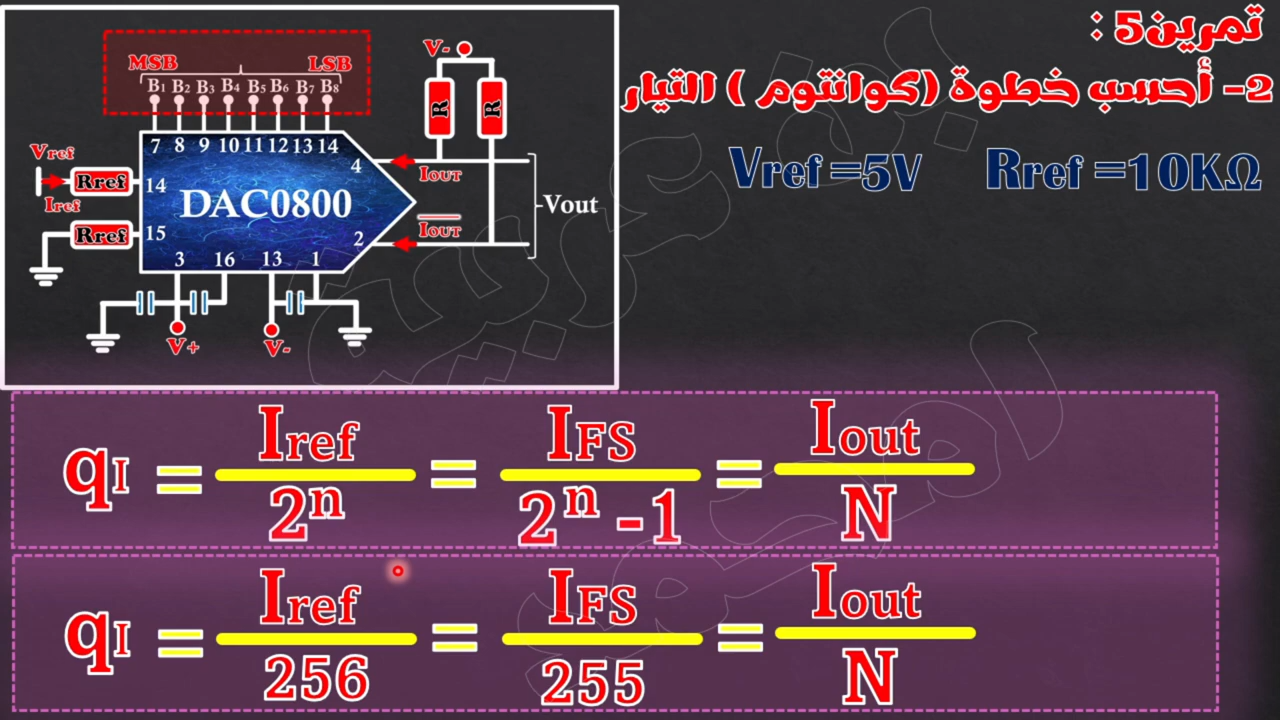 تمرين5 :
2- أحسب خطوة (كوانتوم ) التيار
Vref =5V Rref =10KΩ
MSB LSB
B1 B2 B3 B4 B5 B6 B7 B8
7 8 9 10 11 12 13 14
V-
R R
Vref
Rref 14
Iref
DAC0800
4
IOUT
Vout
Rref 15
2
IOUT
3 16 13 1
V+ V-
qI = Iref / 2^n = IFS / 2^n -1 = Iout / N
qI = Iref / 256 = IFS / 255 = Iout / N